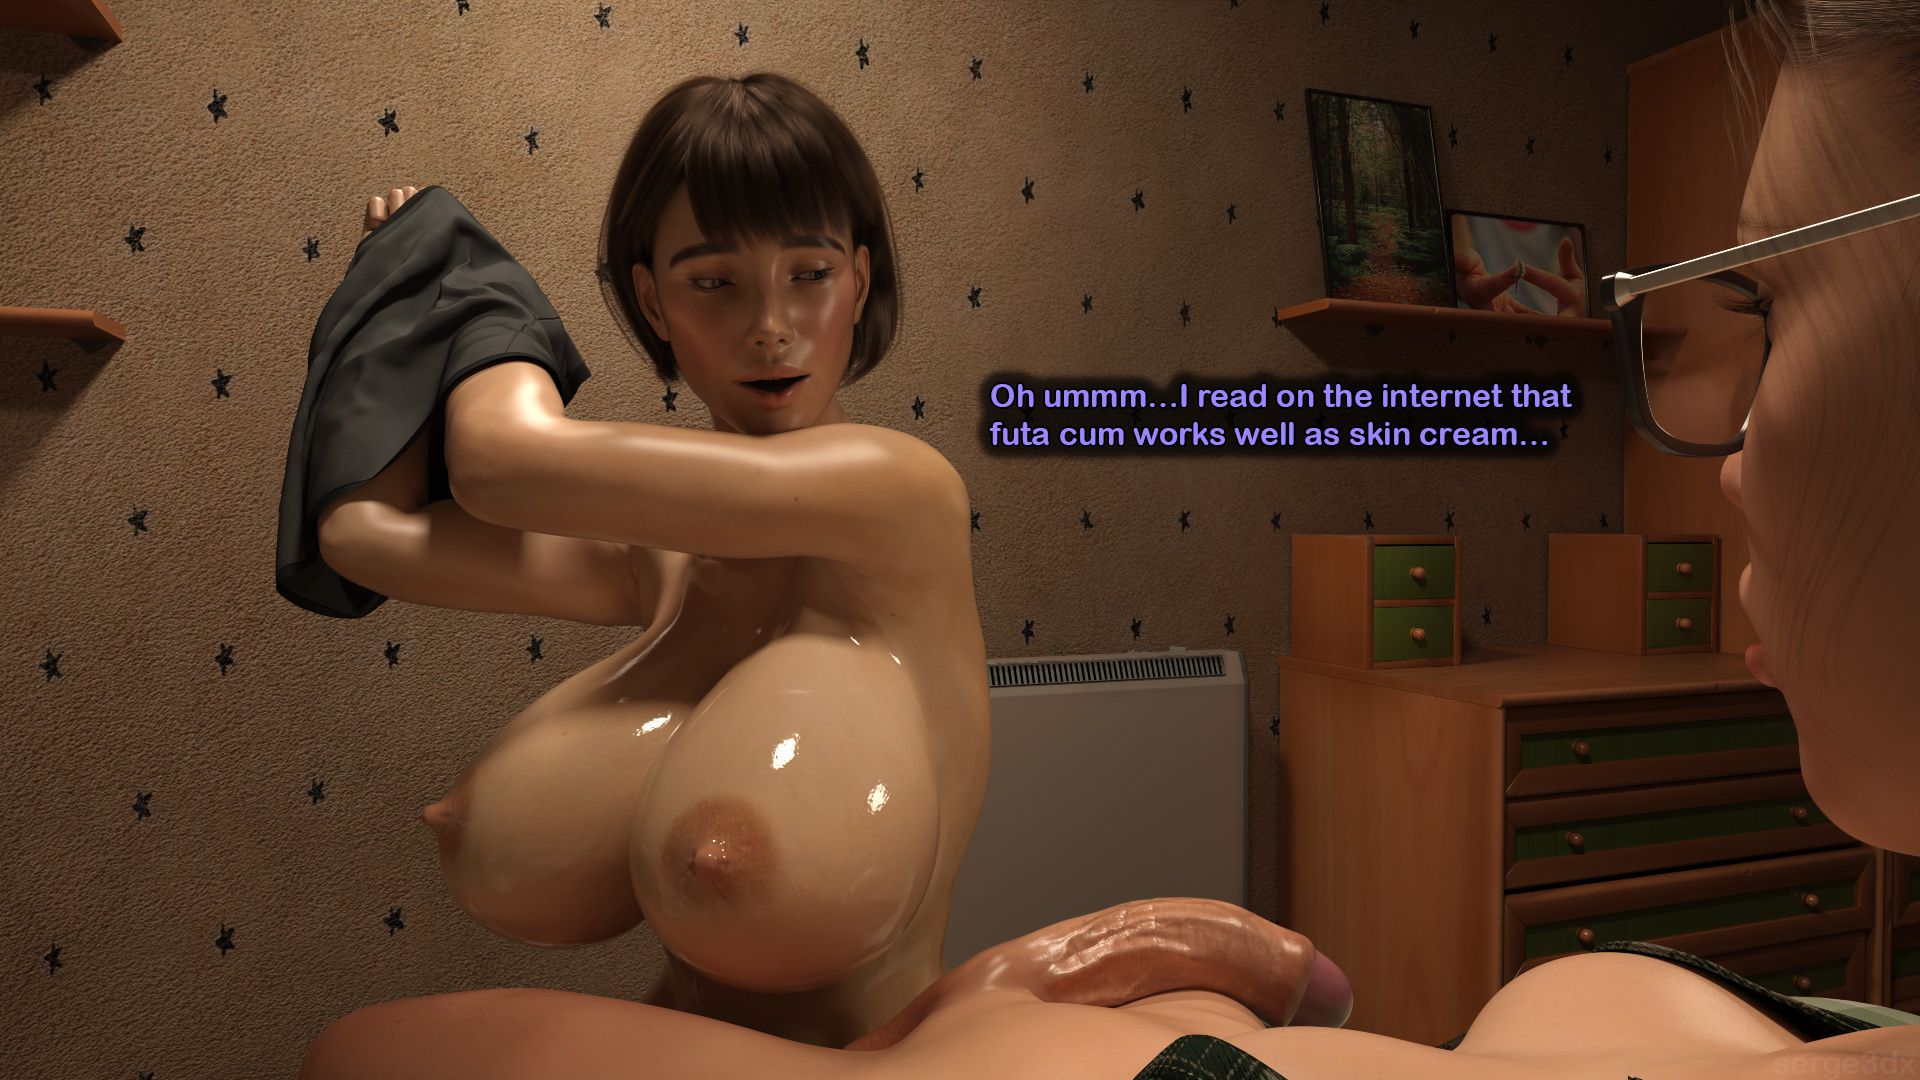 Oh ummm...I read on the internet that
futa cum works well as skin cream...
serge3dx